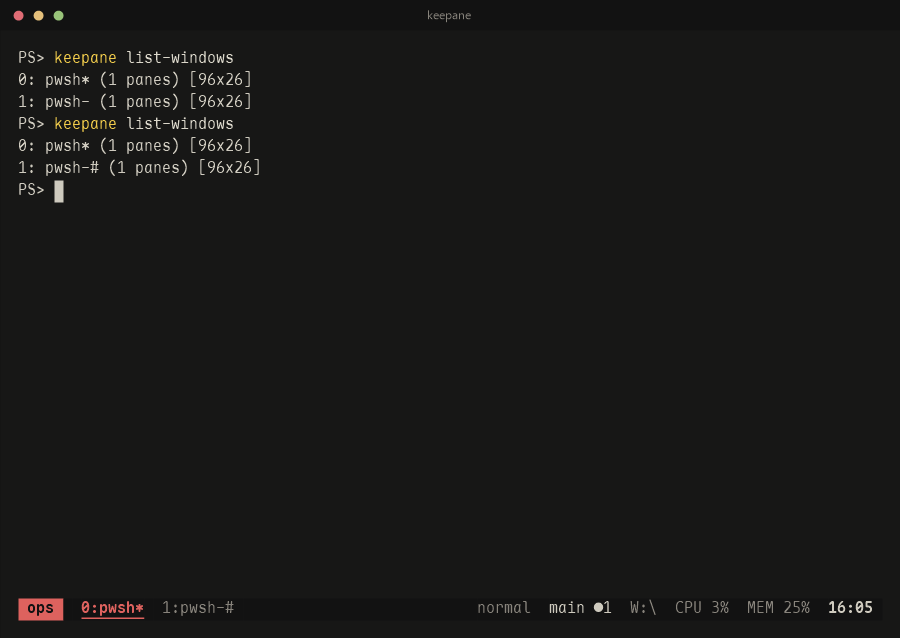 keepane
PS> keepane list-windows
0: pwsh* (1 panes) [96x26]
1: pwsh- (1 panes) [96x26]
PS> keepane list-windows
0: pwsh* (1 panes) [96x26]
1: pwsh-# (1 panes) [96x26]
PS>
ops 0:pwsh* 1:pwsh-# normal main ●1 W:\ CPU 3% MEM 25% 16:05